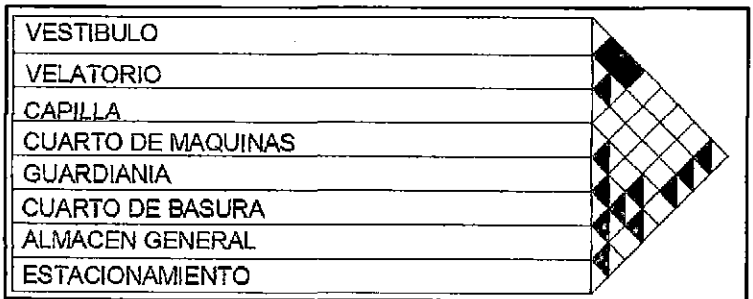 VESTIBULO
VELATORIO
CAPILLA
CUARTO DE MAQUINAS
GUARDIANIA
CUARTO DE BASURA
ALMACEN GENERAL
ESTACIONAMIENTO